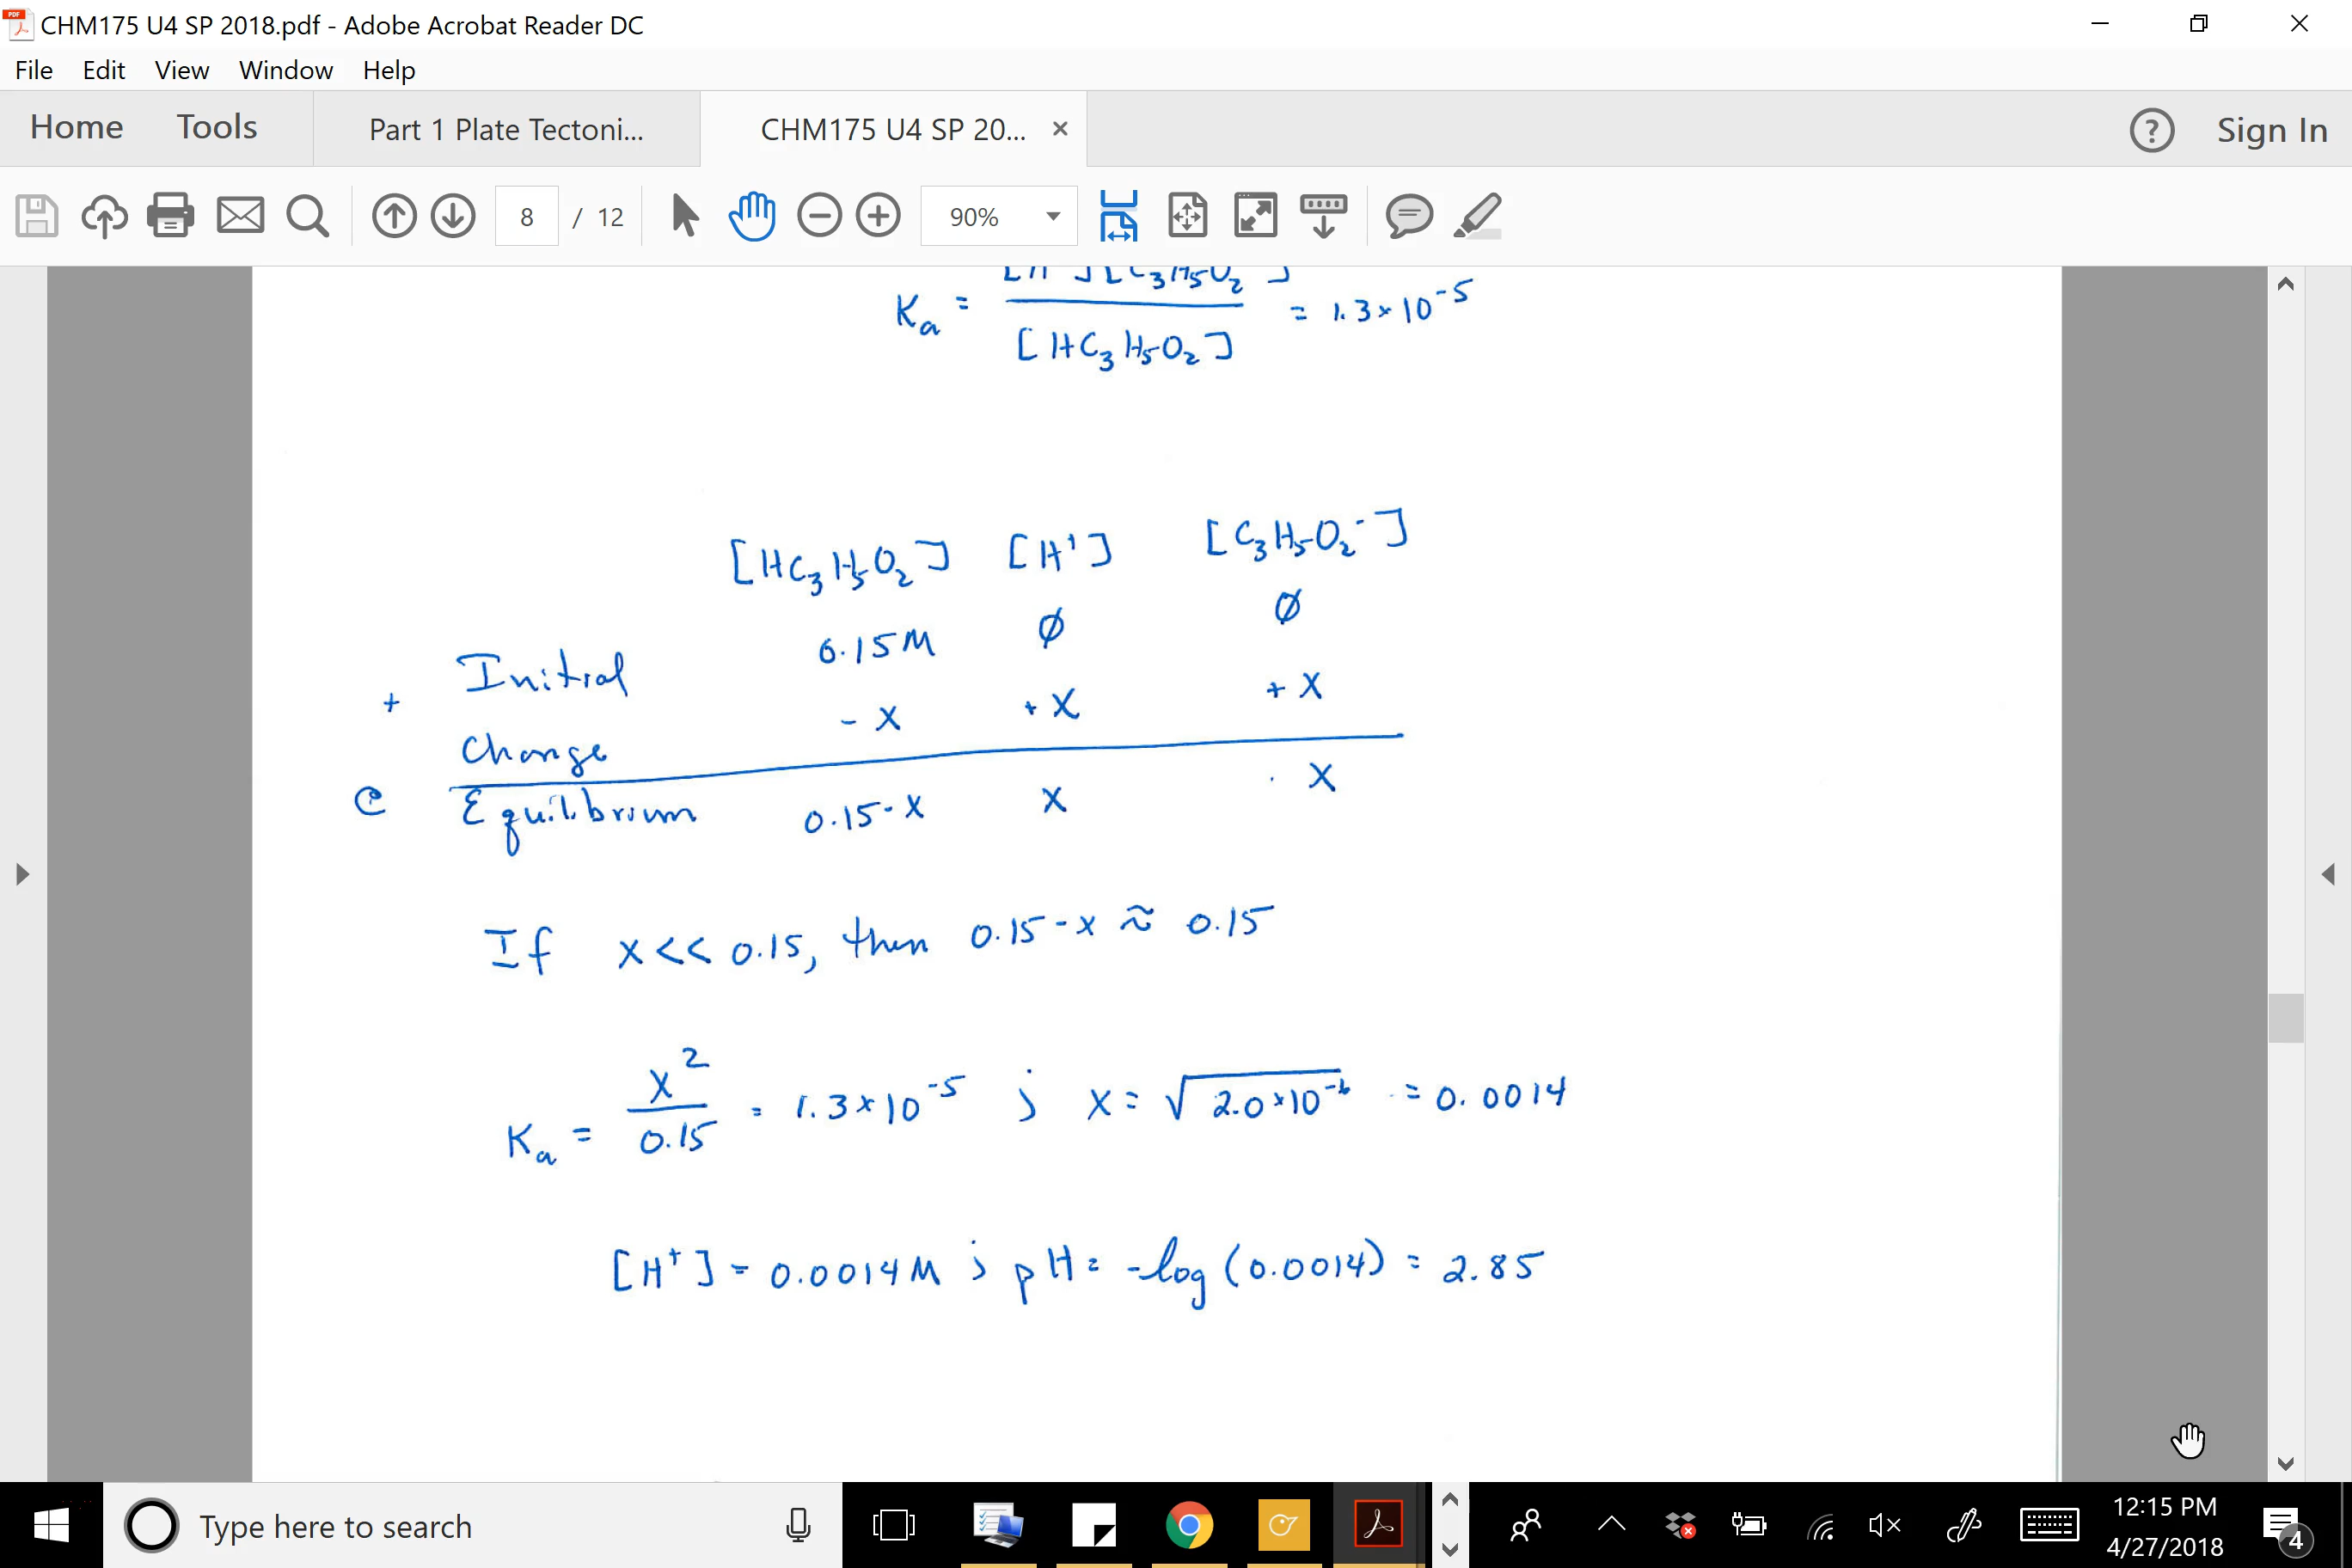 CHM175 U4 SP 2018.pdf - Adobe Acrobat Reader DC
File Edit View Window Help
Home Tools Part 1 Plate Tectoni... CHM175 U4 SP 20... × ? Sign In
8 / 12 90%
[H⁺][C₃H₅O₂⁻]
Kₐ = ———— = 1.3×10⁻⁵
[HC₃H₅O₂]
[HC₃H₅O₂] [H⁺] [C₃H₅O₂⁻]
Initial 0.15M ∅ ∅
+ Change -x +x +x
@ Equilibrium 0.15-x x x
If x<<0.15, then 0.15-x ≈ 0.15
Kₐ = x²/0.15 = 1.3×10⁻⁵ ; x = √2.0×10⁻⁶ = 0.0014
[H⁺] = 0.0014M ; pH = -log(0.0014) = 2.85
Type here to search
12:15 PM
4/27/2018
4